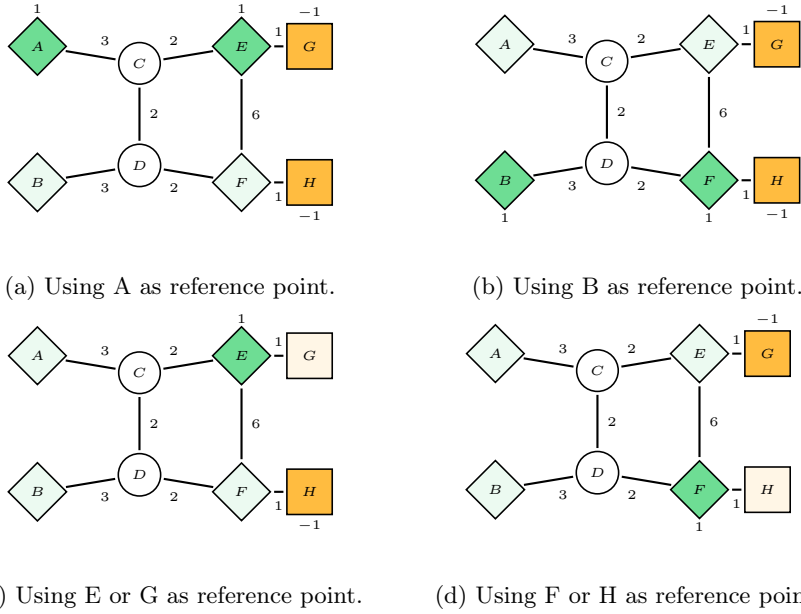 1 1 -1
A 3 C 2 E 1 G
2 6
B 3 D 2 F 1 H
-1
-1
A 3 C 2 E 1 G
2 6
B 3 D 2 F 1 H
1 1 -1
(a) Using A as reference point.
(b) Using B as reference point.
1
A 3 C 2 E 1 G
2 6
B 3 D 2 F 1 H
-1
-1
A 3 C 2 E 1 G
2 6
B 3 D 2 F 1 H
1
) Using E or G as reference point.
(d) Using F or H as reference poin